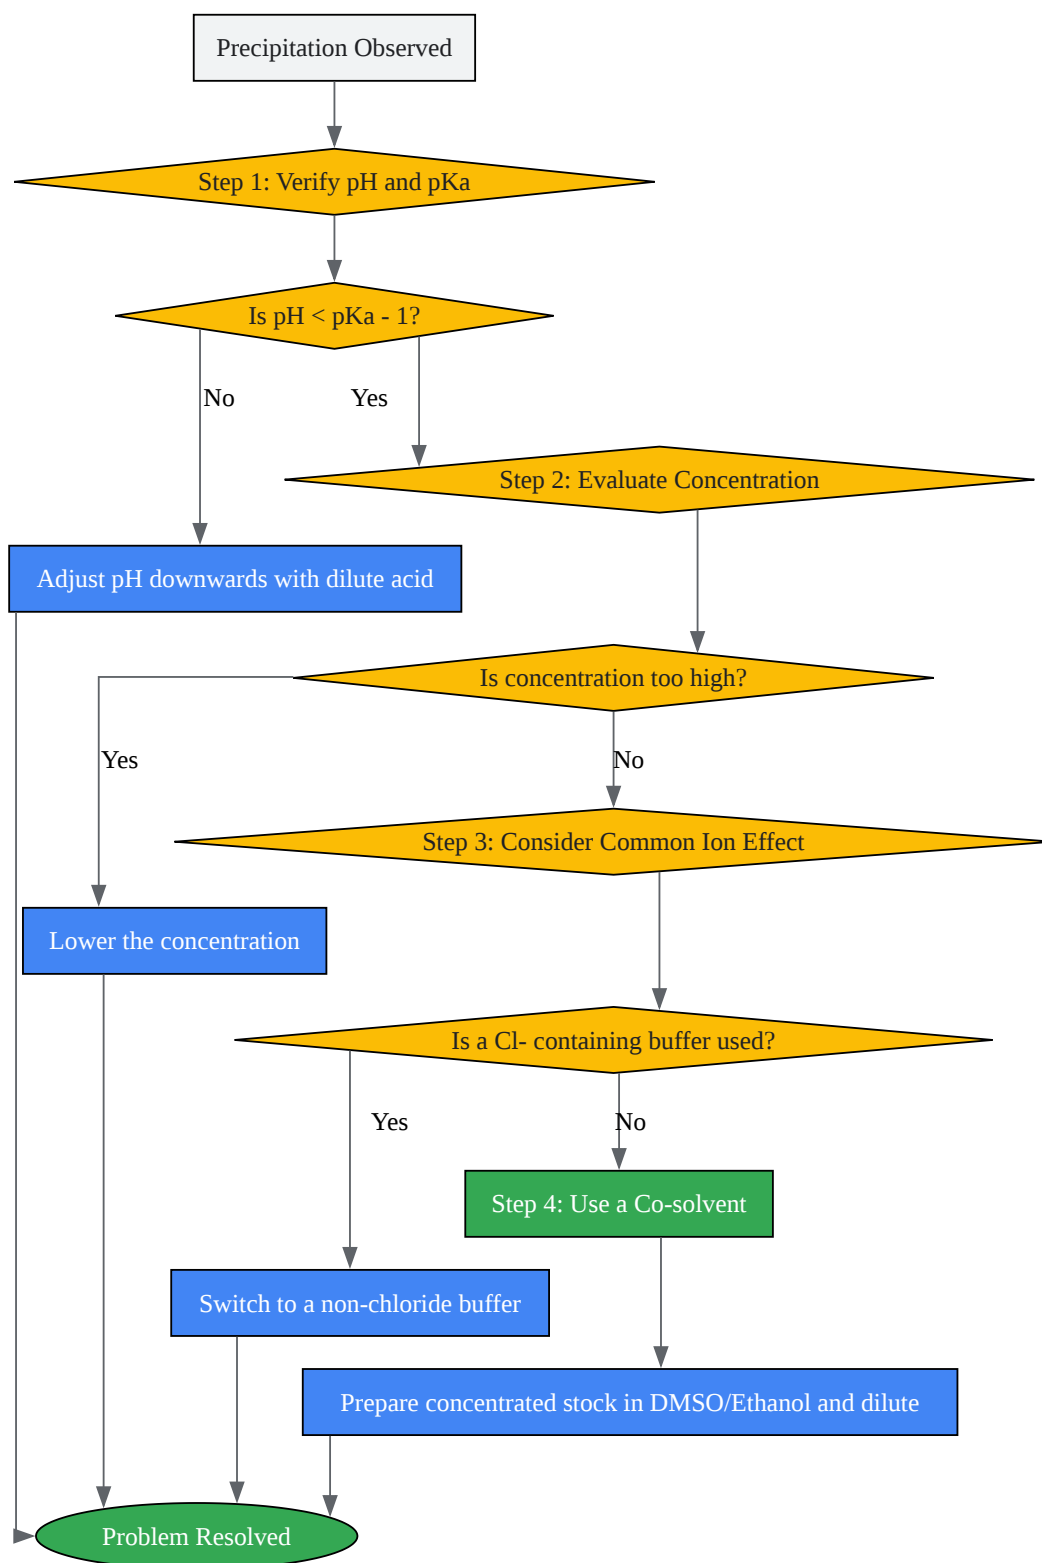 Precipitation Observed
Step 1: Verify pH and pKa
Is pH < pKa - 1?
No
Yes
Step 2: Evaluate Concentration
Adjust pH downwards with dilute acid
Is concentration too high?
Yes
No
Step 3: Consider Common Ion Effect
Lower the concentration
Is a Cl- containing buffer used?
Yes
No
Step 4: Use a Co-solvent
Switch to a non-chloride buffer
Prepare concentrated stock in DMSO/Ethanol and dilute
Problem Resolved